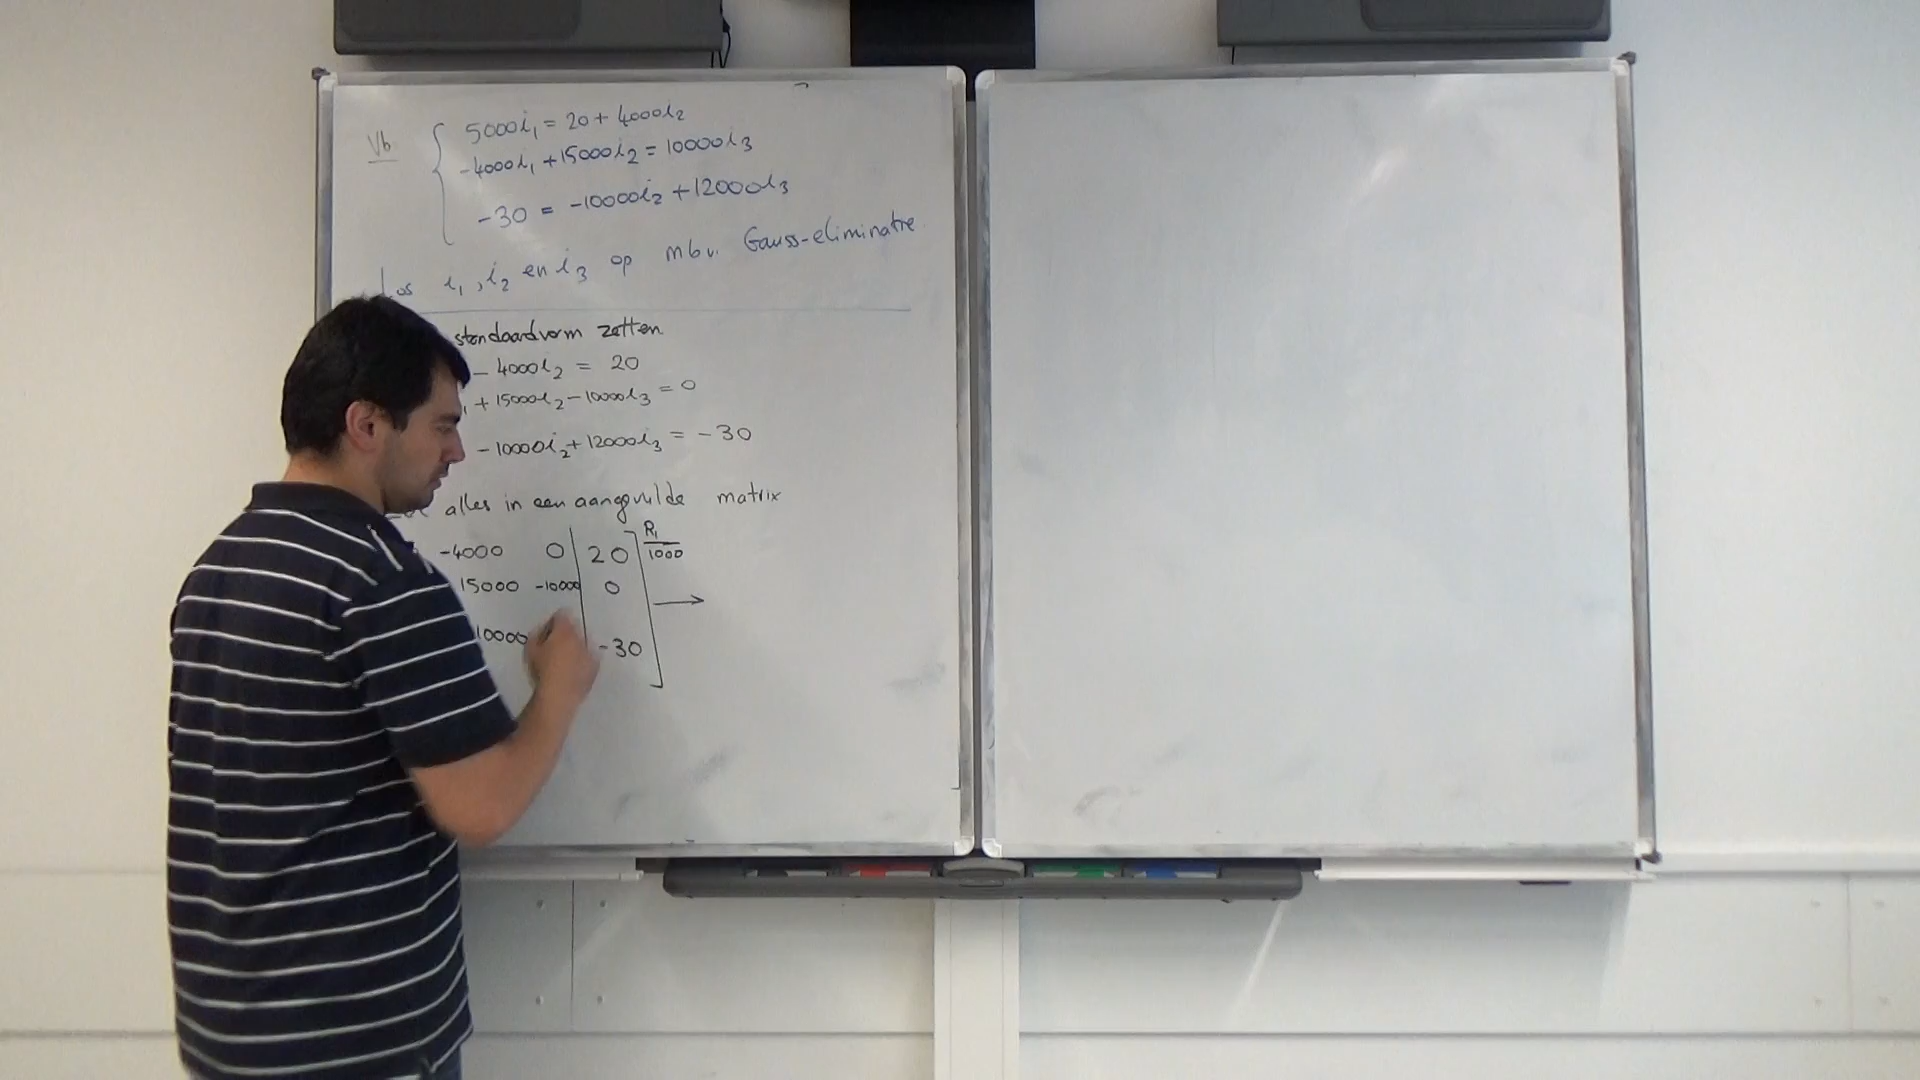 Vb
5000i₁ = 20 + 4000i₂
-4000i₁ + 15000i₂ = 10000i₃
-30 = -10000i₂ + 12000i₃
Los i₁, i₂ en i₃ op mbv. Gauss-eliminatie
standaardvorm zetten
- 4000i₂ = 20
₁ + 15000i₂ - 10000i₃ = 0
- 10000i₂ + 12000i₃ = -30
alles in een aangevulde matrix
-4000 0 | 20 ] R₁/1000
15000 -10000 | 0 →
10000 | -30